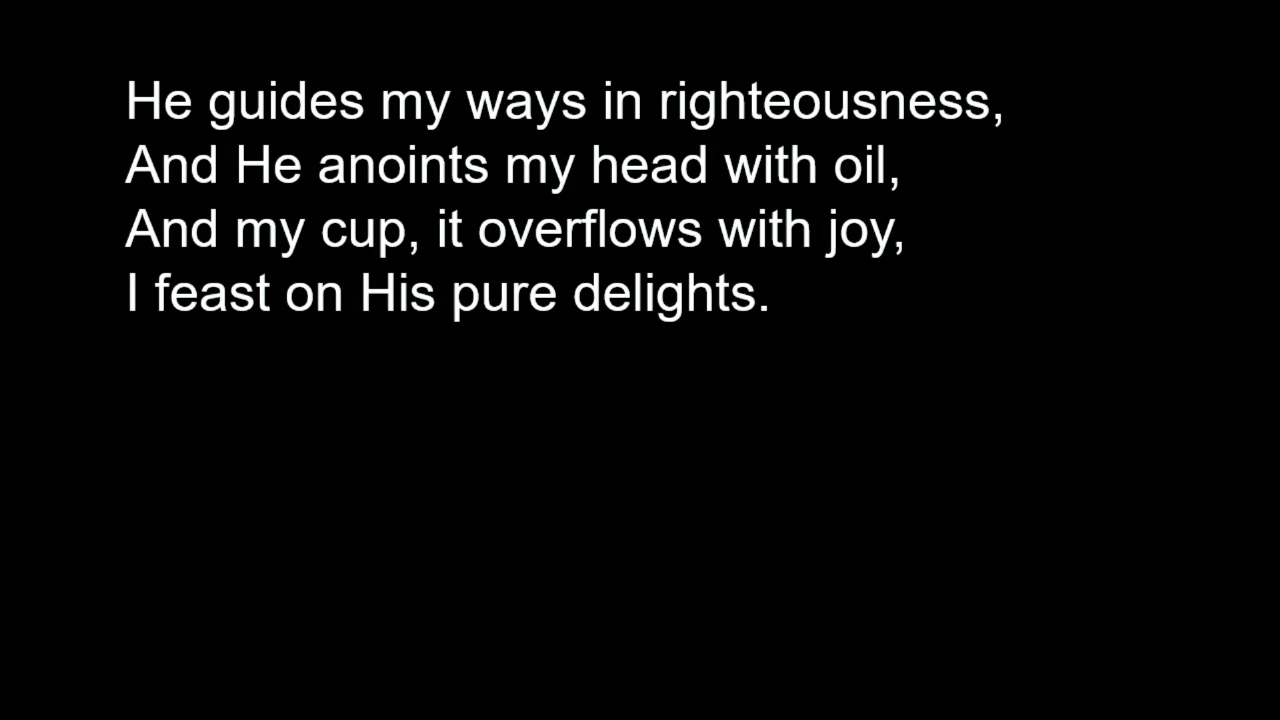 He guides my ways in righteousness,
And He anoints my head with oil,
And my cup, it overflows with joy,
I feast on His pure delights.